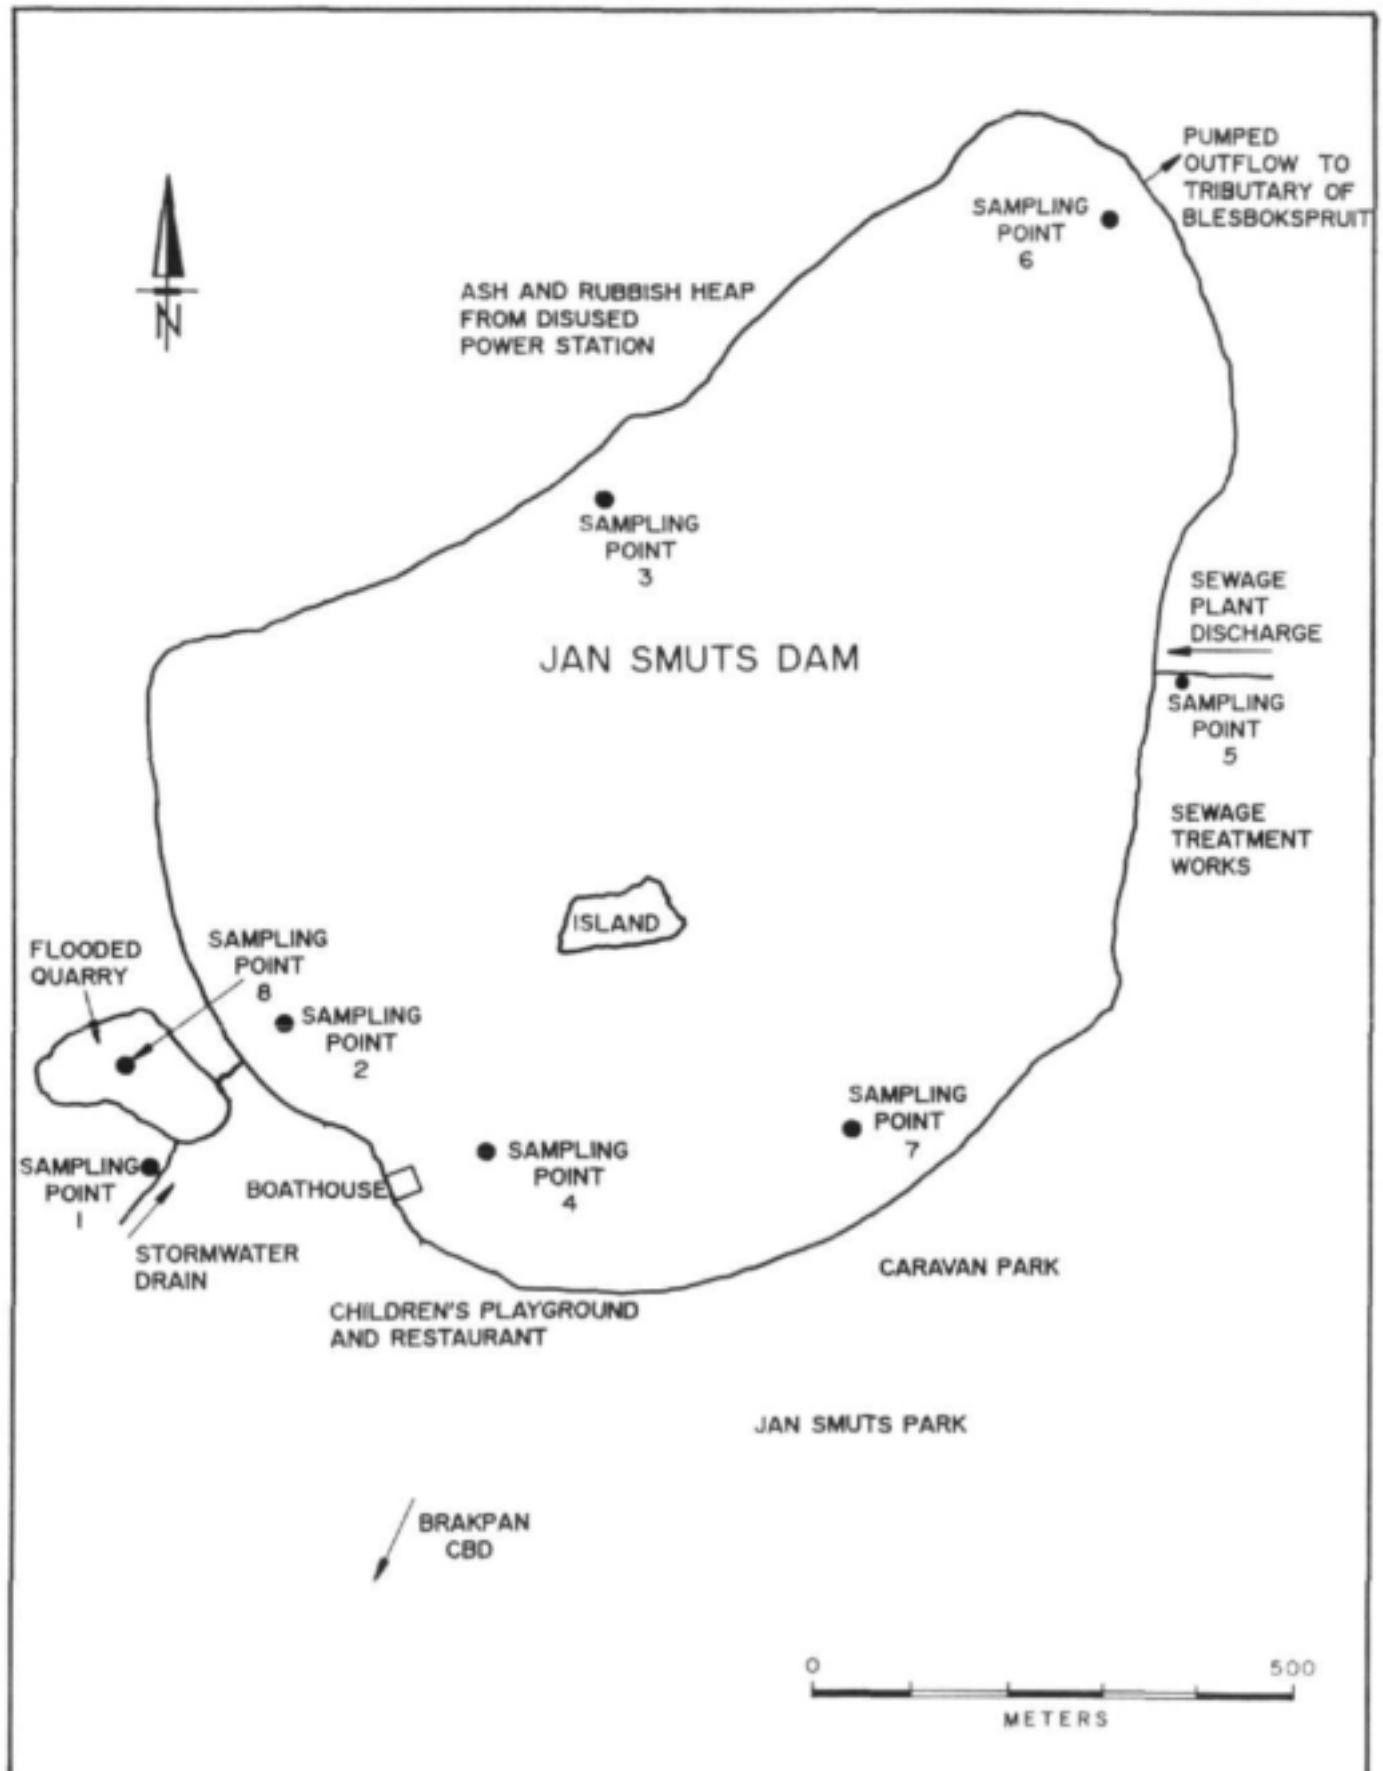 PUMPED
OUTFLOW TO
TRIBUTARY OF
BLESBOKSPRUIT
SAMPLING
POINT
6
N
ASH AND RUBBISH HEAP
FROM DISUSED
POWER STATION
SAMPLING
POINT
3
SEWAGE
PLANT
DISCHARGE
JAN SMUTS DAM
SAMPLING
POINT
5
SEWAGE
TREATMENT
WORKS
ISLAND
FLOODED
QUARRY
SAMPLING
POINT
8
SAMPLING
POINT
2
SAMPLING
POINT
7
SAMPLING
POINT
4
SAMPLING
POINT
1
BOATHOUSE
STORMWATER
DRAIN
CARAVAN PARK
CHILDREN'S PLAYGROUND
AND RESTAURANT
JAN SMUTS PARK
BRAKPAN
CBD
0 500
METERS